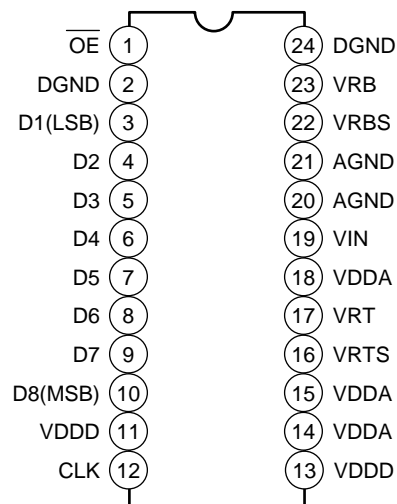 OE 1 24 DGND
DGND 2 23 VRB
D1(LSB) 3 22 VRBS
D2 4 21 AGND
D3 5 20 AGND
D4 6 19 VIN
D5 7 18 VDDA
D6 8 17 VRT
D7 9 16 VRTS
D8(MSB) 10 15 VDDA
VDDD 11 14 VDDA
CLK 12 13 VDDD